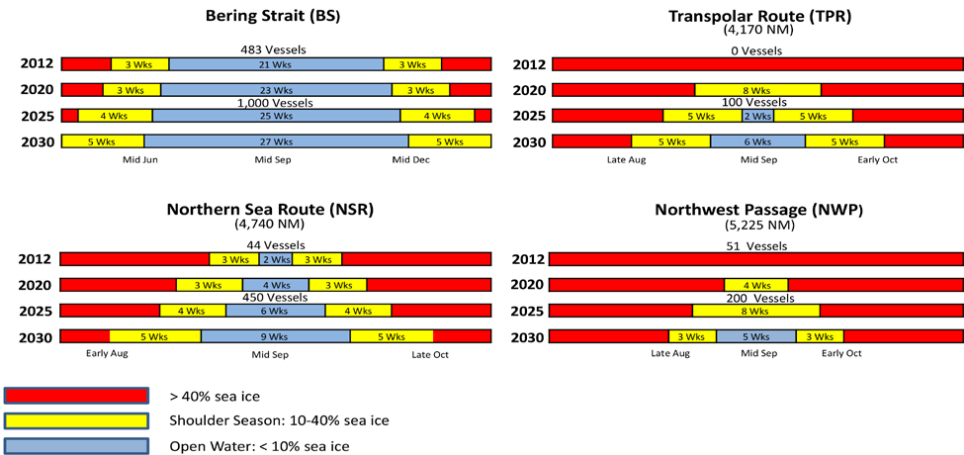 Bering Strait (BS)
483 Vessels
2012 3 Wks 21 Wks 3 Wks
2020 3 Wks 23 Wks 3 Wks
1,000 Vessels
2025 4 Wks 25 Wks 4 Wks
2030 5 Wks 27 Wks 5 Wks
Mid Jun Mid Sep Mid Dec
Transpolar Route (TPR)
(4,170 NM)
0 Vessels
2012
2020 8 Wks
100 Vessels
2025 5 Wks 2 Wks 5 Wks
2030 5 Wks 6 Wks 5 Wks
Late Aug Mid Sep Early Oct
Northern Sea Route (NSR)
(4,740 NM)
44 Vessels
2012 3 Wks 2 Wks 3 Wks
2020 3 Wks 4 Wks 3 Wks
450 Vessels
2025 4 Wks 6 Wks 4 Wks
2030 5 Wks 9 Wks 5 Wks
Early Aug Mid Sep Late Oct
Northwest Passage (NWP)
(5,225 NM)
51 Vessels
2012
2020 4 Wks
200 Vessels
2025 8 Wks
2030 3 Wks 5 Wks 3 Wks
Late Aug Mid Sep Early Oct
> 40% sea ice
Shoulder Season: 10-40% sea ice
Open Water: < 10% sea ice